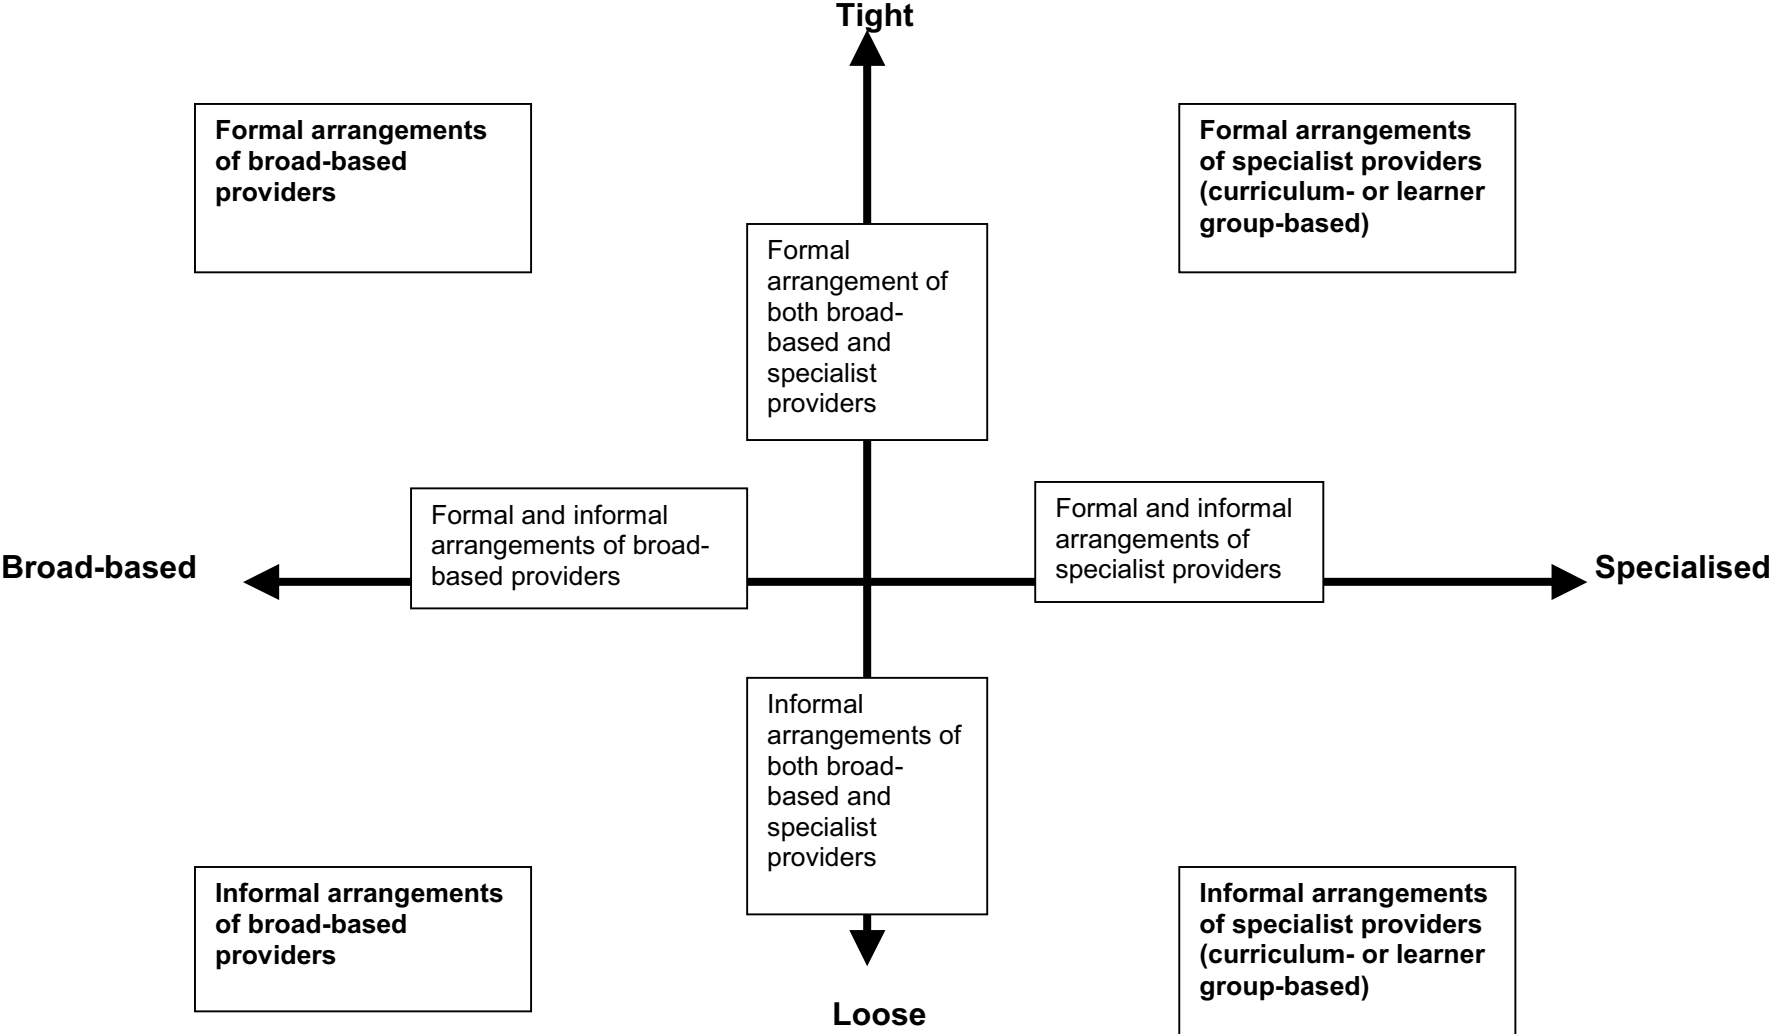 Tight
Formal arrangements
of broad-based
providers
Formal arrangements
of specialist providers
(curriculum- or learner
group-based)
Formal
arrangement of
both broad-
based and
specialist
providers
Broad-based
Formal and informal
arrangements of broad-
based providers
Formal and informal
arrangements of
specialist providers
Specialised
Informal
arrangements of
both broad-
based and
specialist
providers
Informal arrangements
of broad-based
providers
Informal arrangements
of specialist providers
(curriculum- or learner
group-based)
Loose